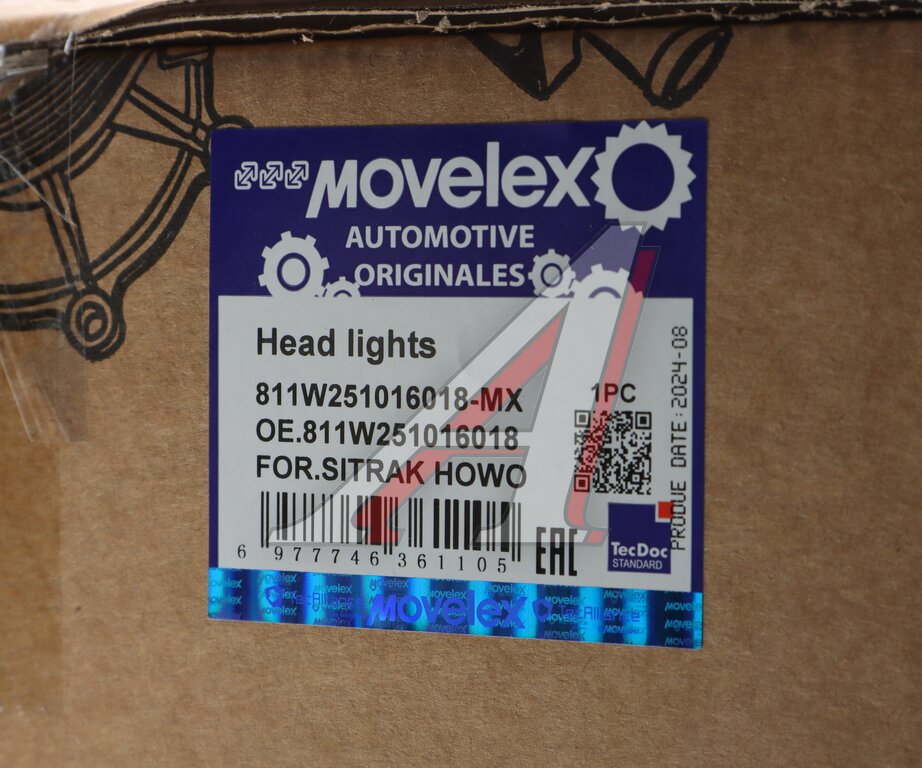 MOVELEX
AUTOMOTIVE
ORIGINALES
Head lights
811W251016018-MX
1PC
OE.811W251016018
FOR.SITRAK HOWO
6 977746 361105
EAC
TecDoc
STANDARD
PRODUE DATE:2024-08
MOVELEX
TecAlliance